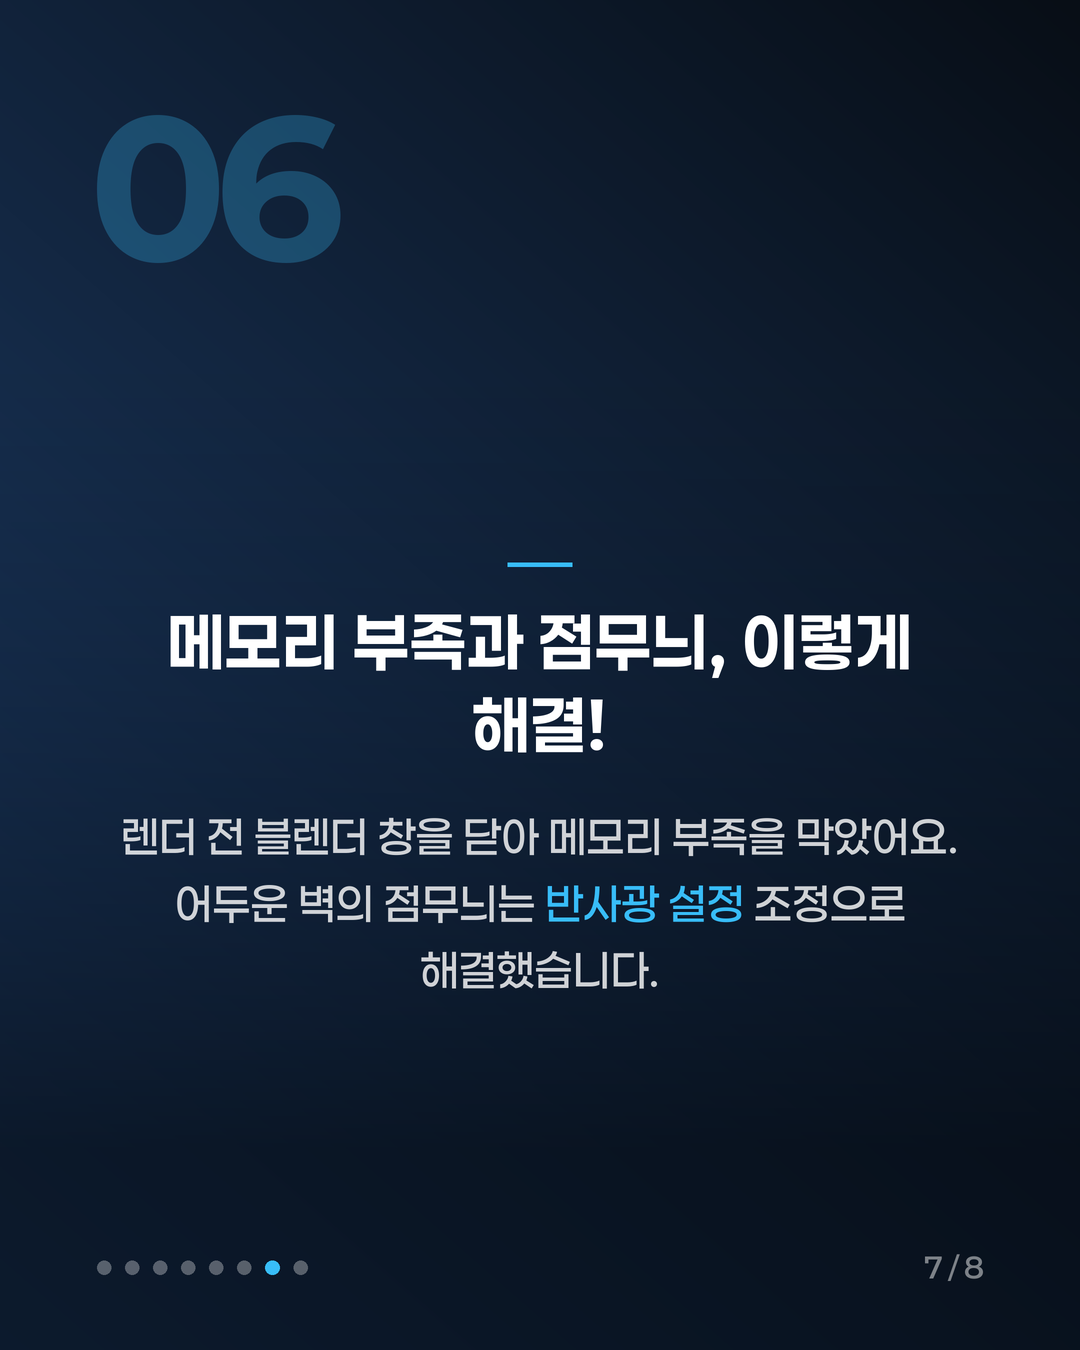 06
메모리 부족과 점무늬, 이렇게
해결!
렌더 전 블렌더 창을 닫아 메모리 부족을 막았어요.
어두운 벽의 점무늬는 반사광 설정 조정으로
해결했습니다.
7/8